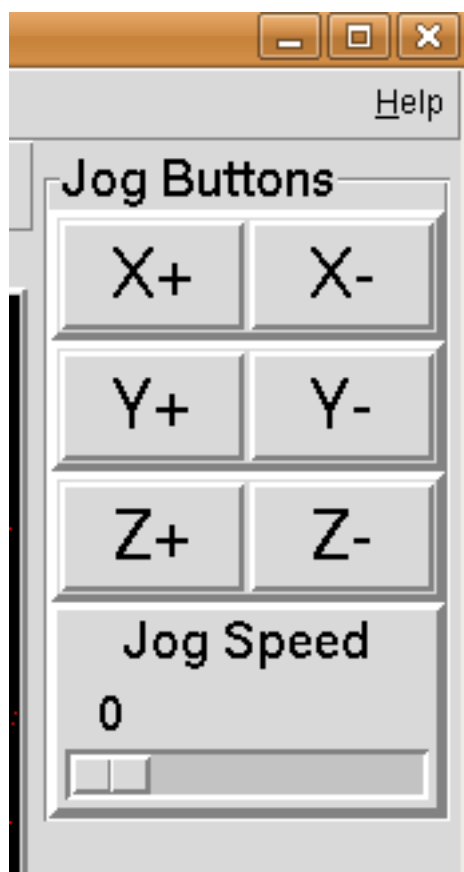 Help
Jog Buttons
X+ X-
Y+ Y-
Z+ Z-
Jog Speed
0